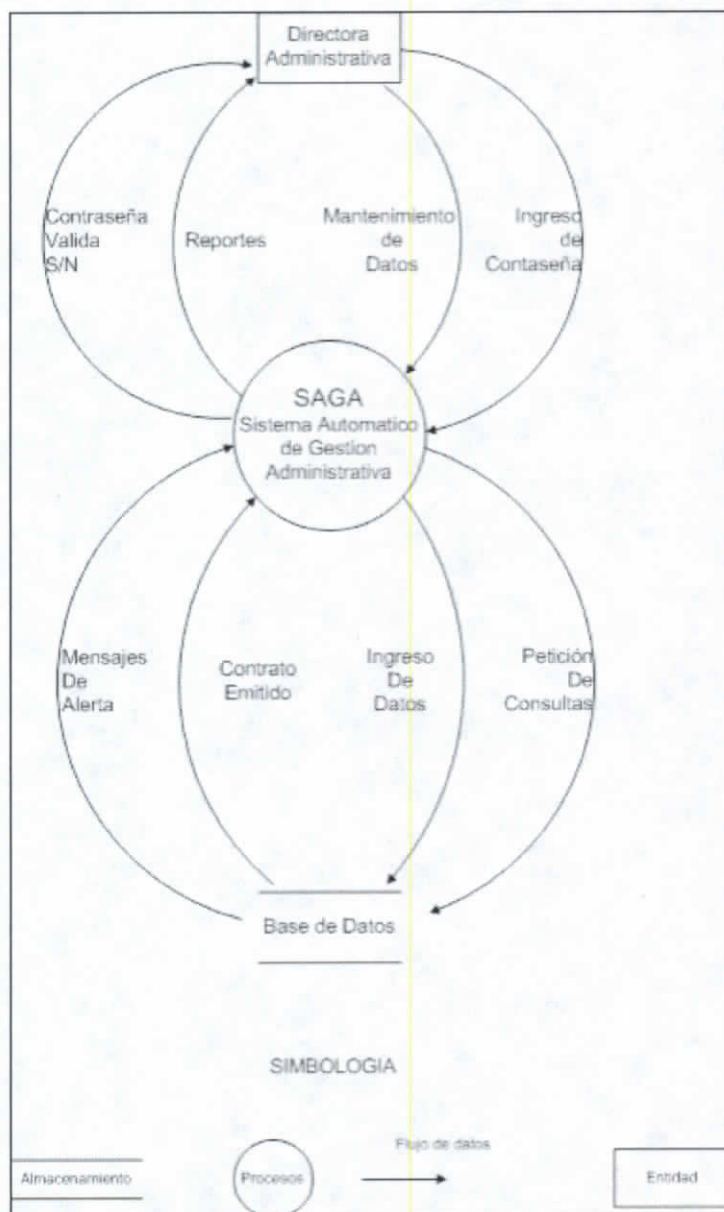 Directora
Administrativa
Contraseña
Valida
S/N
Reportes
Mantenimiento
de
Datos
Ingreso
de
Contaseña
SAGA
Sistema Automatico
de Gestion
Administrativa
Mensajes
De
Alerta
Contrato
Emitido
Ingreso
De
Datos
Petición
De
Consultas
Base de Datos
SIMBOLOGIA
Almacenamiento
Procesos
Flujo de datos
Entidad